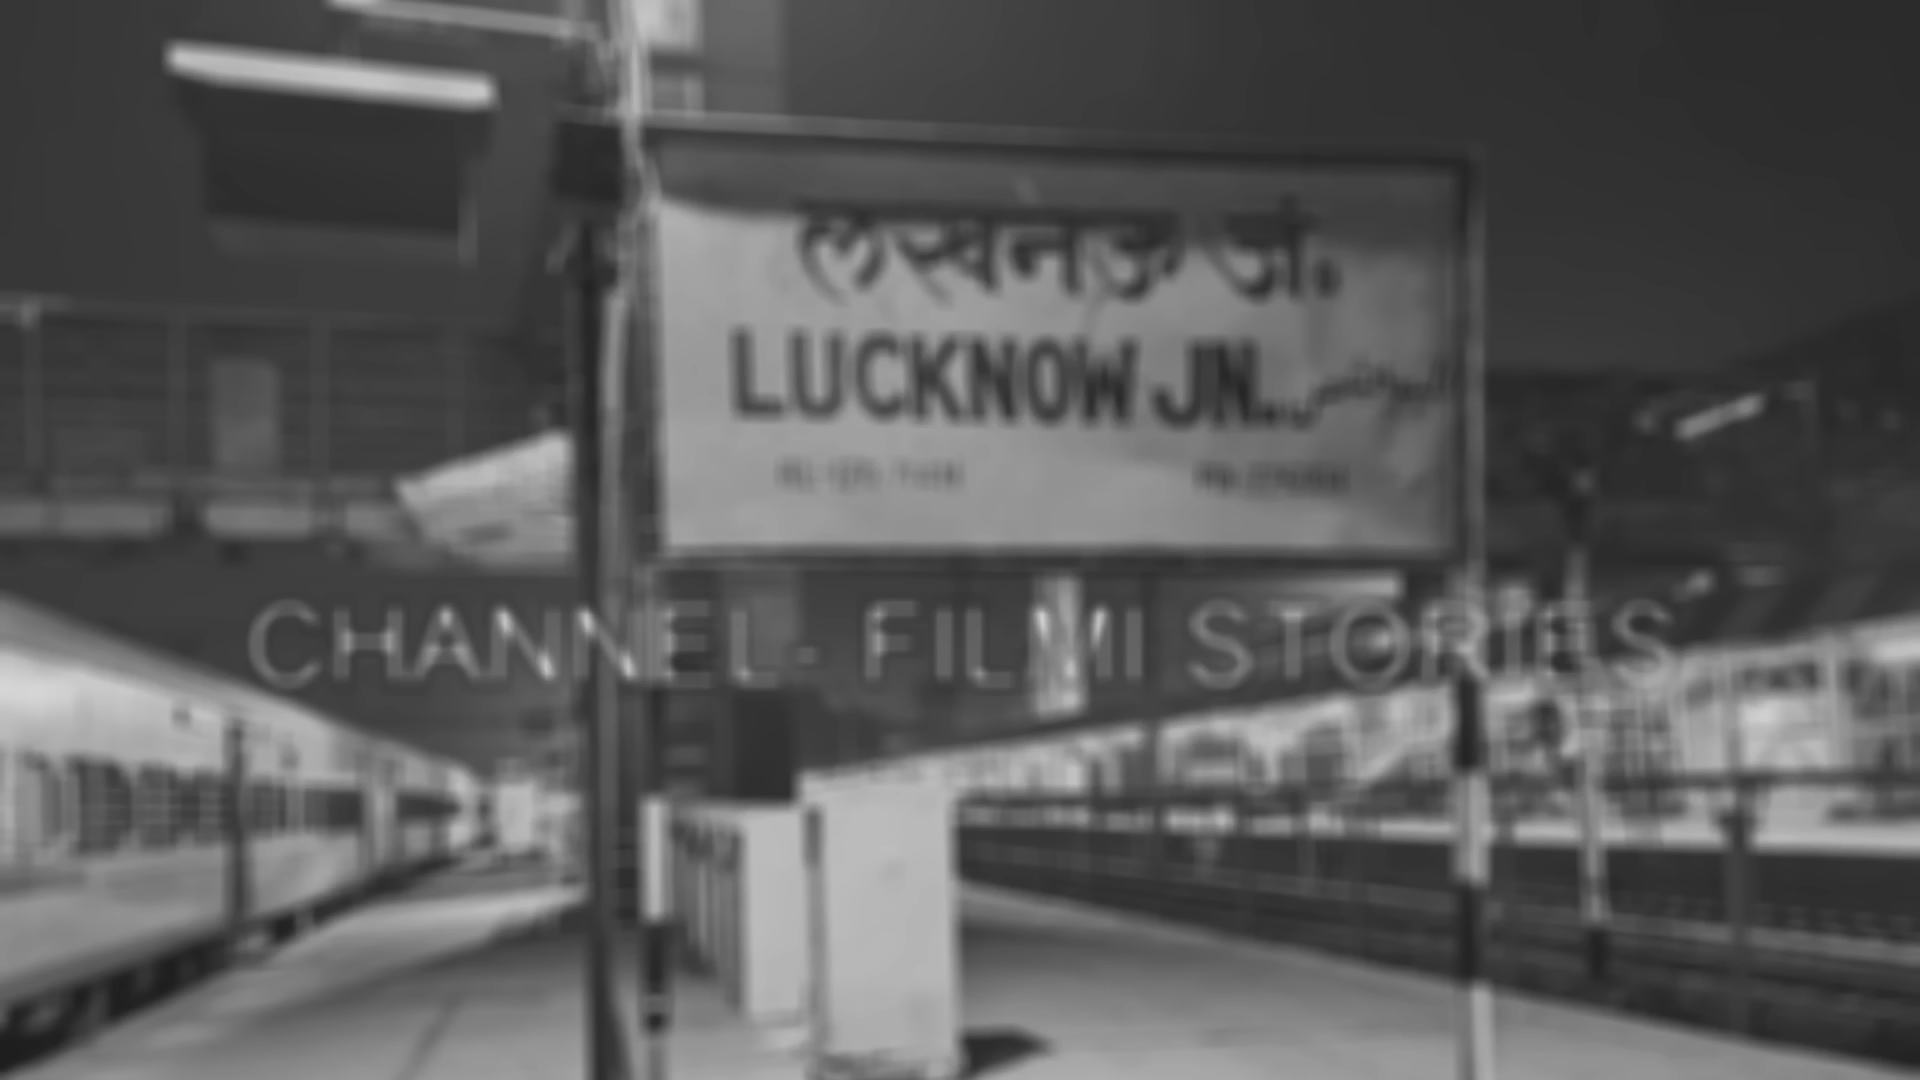 लखनऊ जं.
LUCKNOW JN.
CHANNEL- FILMI STORIES